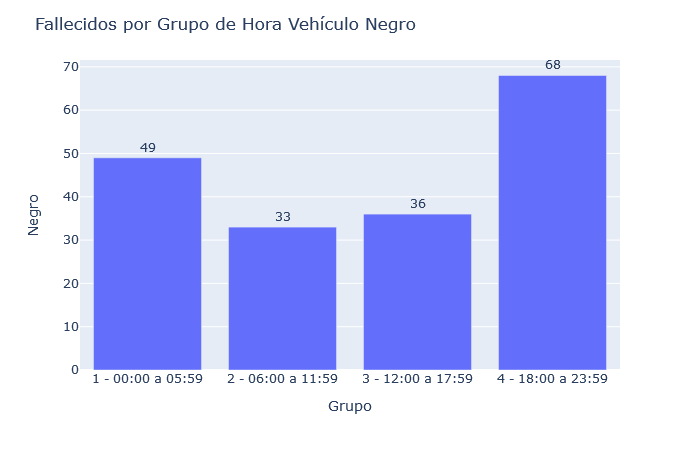 Fallecidos por Grupo de Hora Vehículo Negro
70
60
50
40
30
20
10
0
Negro
49
33
36
68
1 - 00:00 a 05:59
2 - 06:00 a 11:59
3 - 12:00 a 17:59
4 - 18:00 a 23:59
Grupo